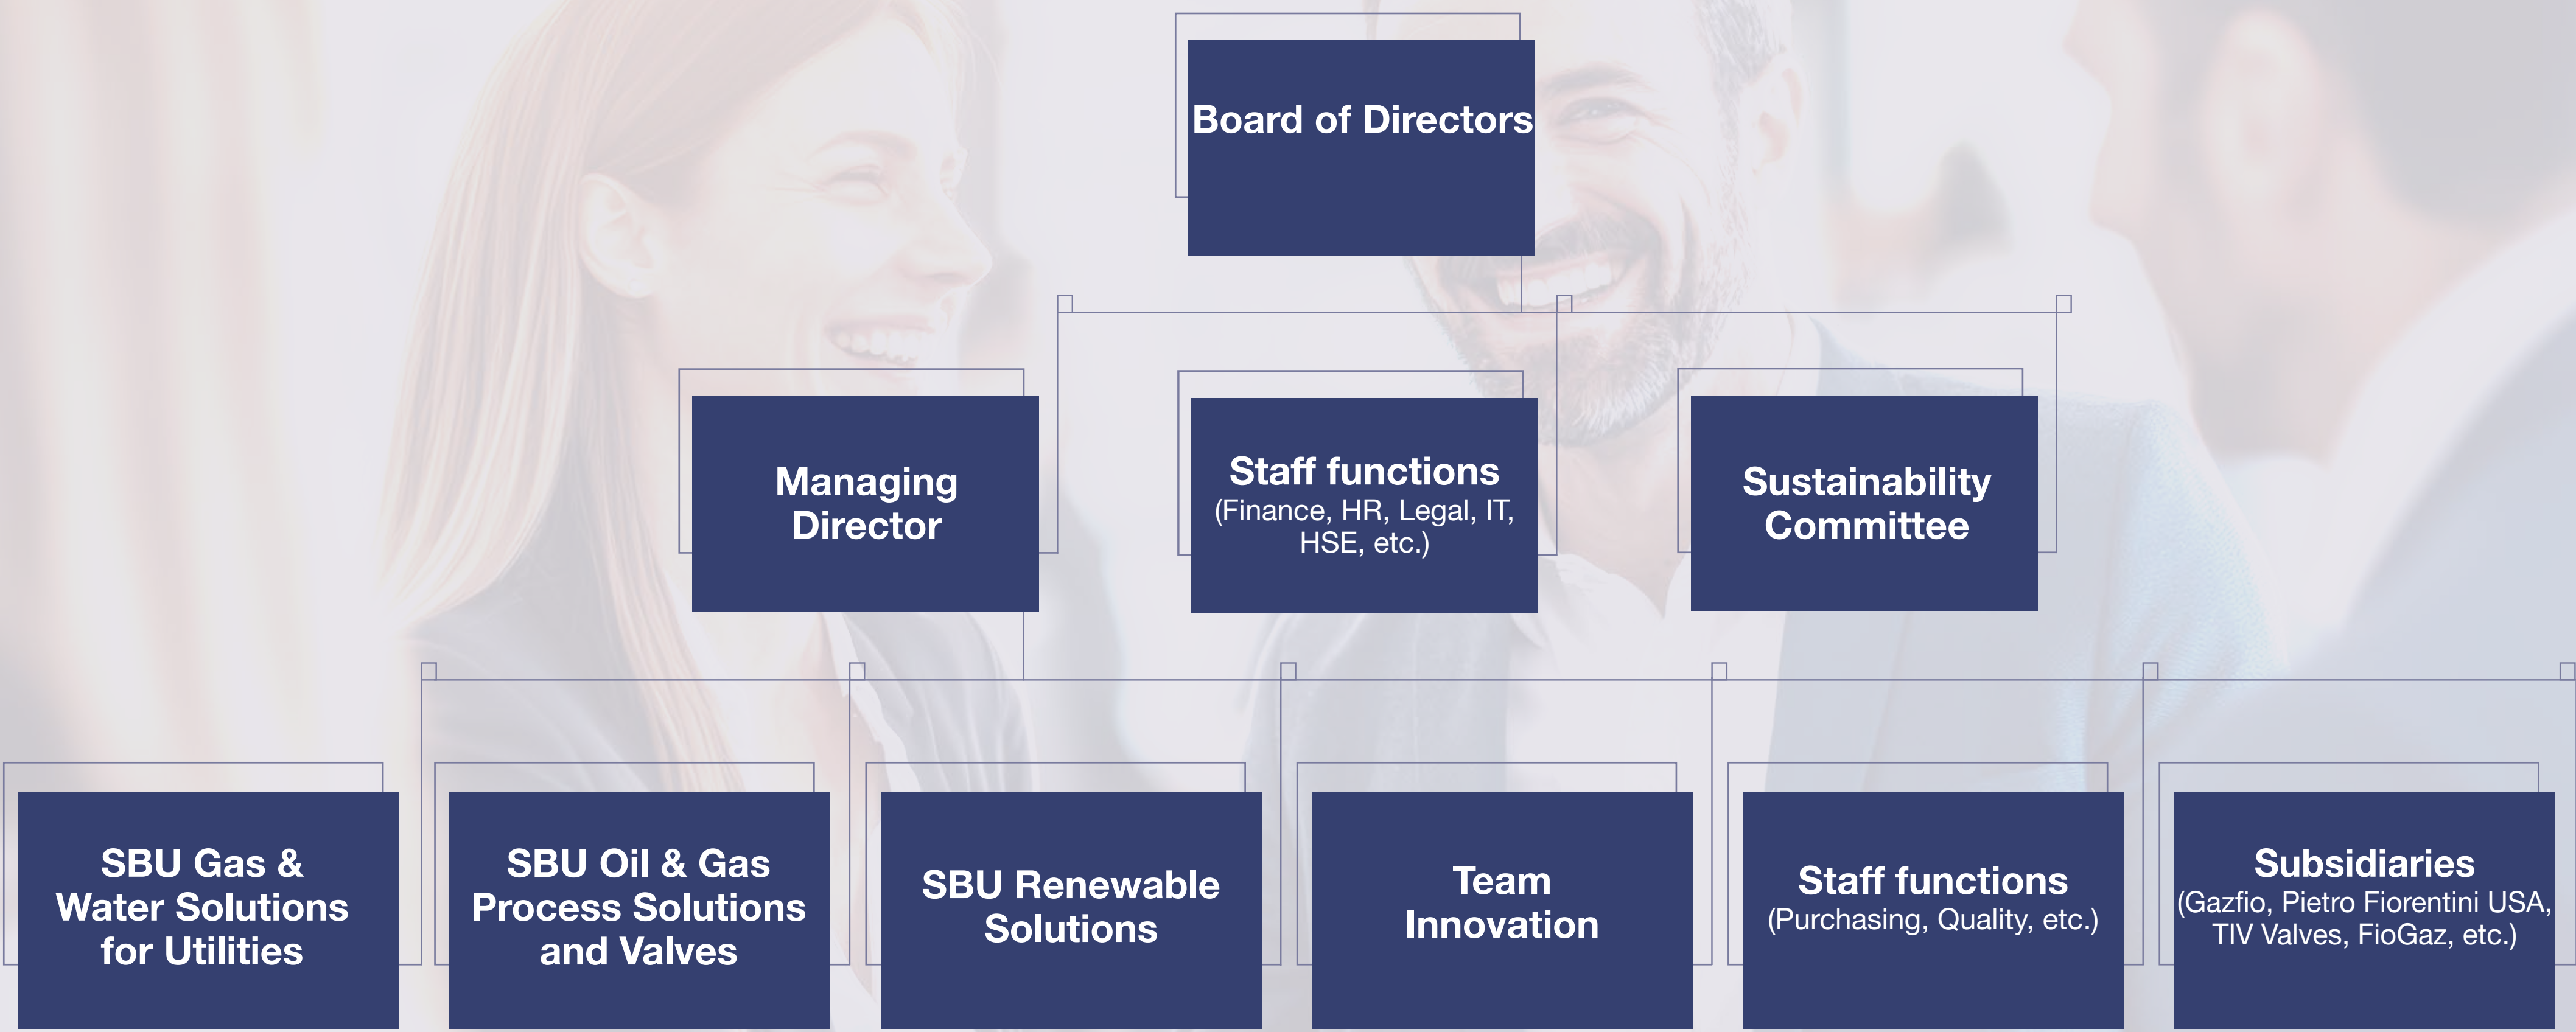 Board of Directors
Managing
Director
Staff functions
(Finance, HR, Legal, IT,
HSE, etc.)
Sustainability
Committee
SBU Gas &
Water Solutions
for Utilities
SBU Oil & Gas
Process Solutions
and Valves
SBU Renewable
Solutions
Team
Innovation
Staff functions
(Purchasing, Quality, etc.)
Subsidiaries
(Gazfio, Pietro Fiorentini USA,
TIV Valves, FioGaz, etc.)